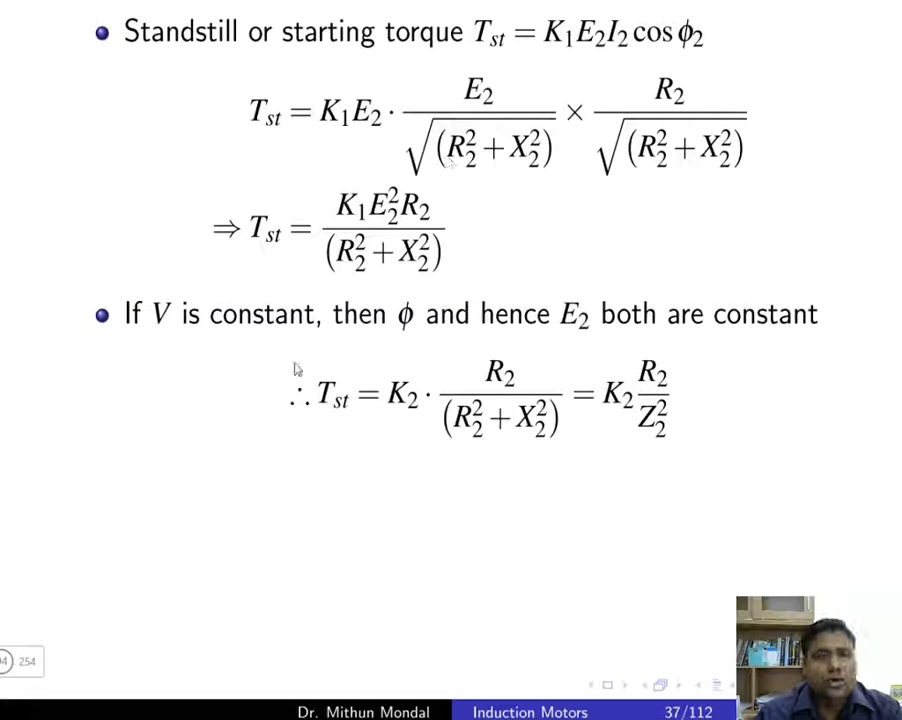 Standstill or starting torque T_st = K_1E_2I_2 cos ϕ_2
T_st = K_1E_2 · E_2 / √(R_2^2 + X_2^2) × R_2 / √(R_2^2 + X_2^2)
⇒ T_st = K_1E_2^2R_2 / (R_2^2 + X_2^2)
If V is constant, then ϕ and hence E_2 both are constant
∴ T_st = K_2 · R_2 / (R_2^2 + X_2^2) = K_2 R_2 / Z_2^2
254
Dr. Mithun Mondal Induction Motors 37/112